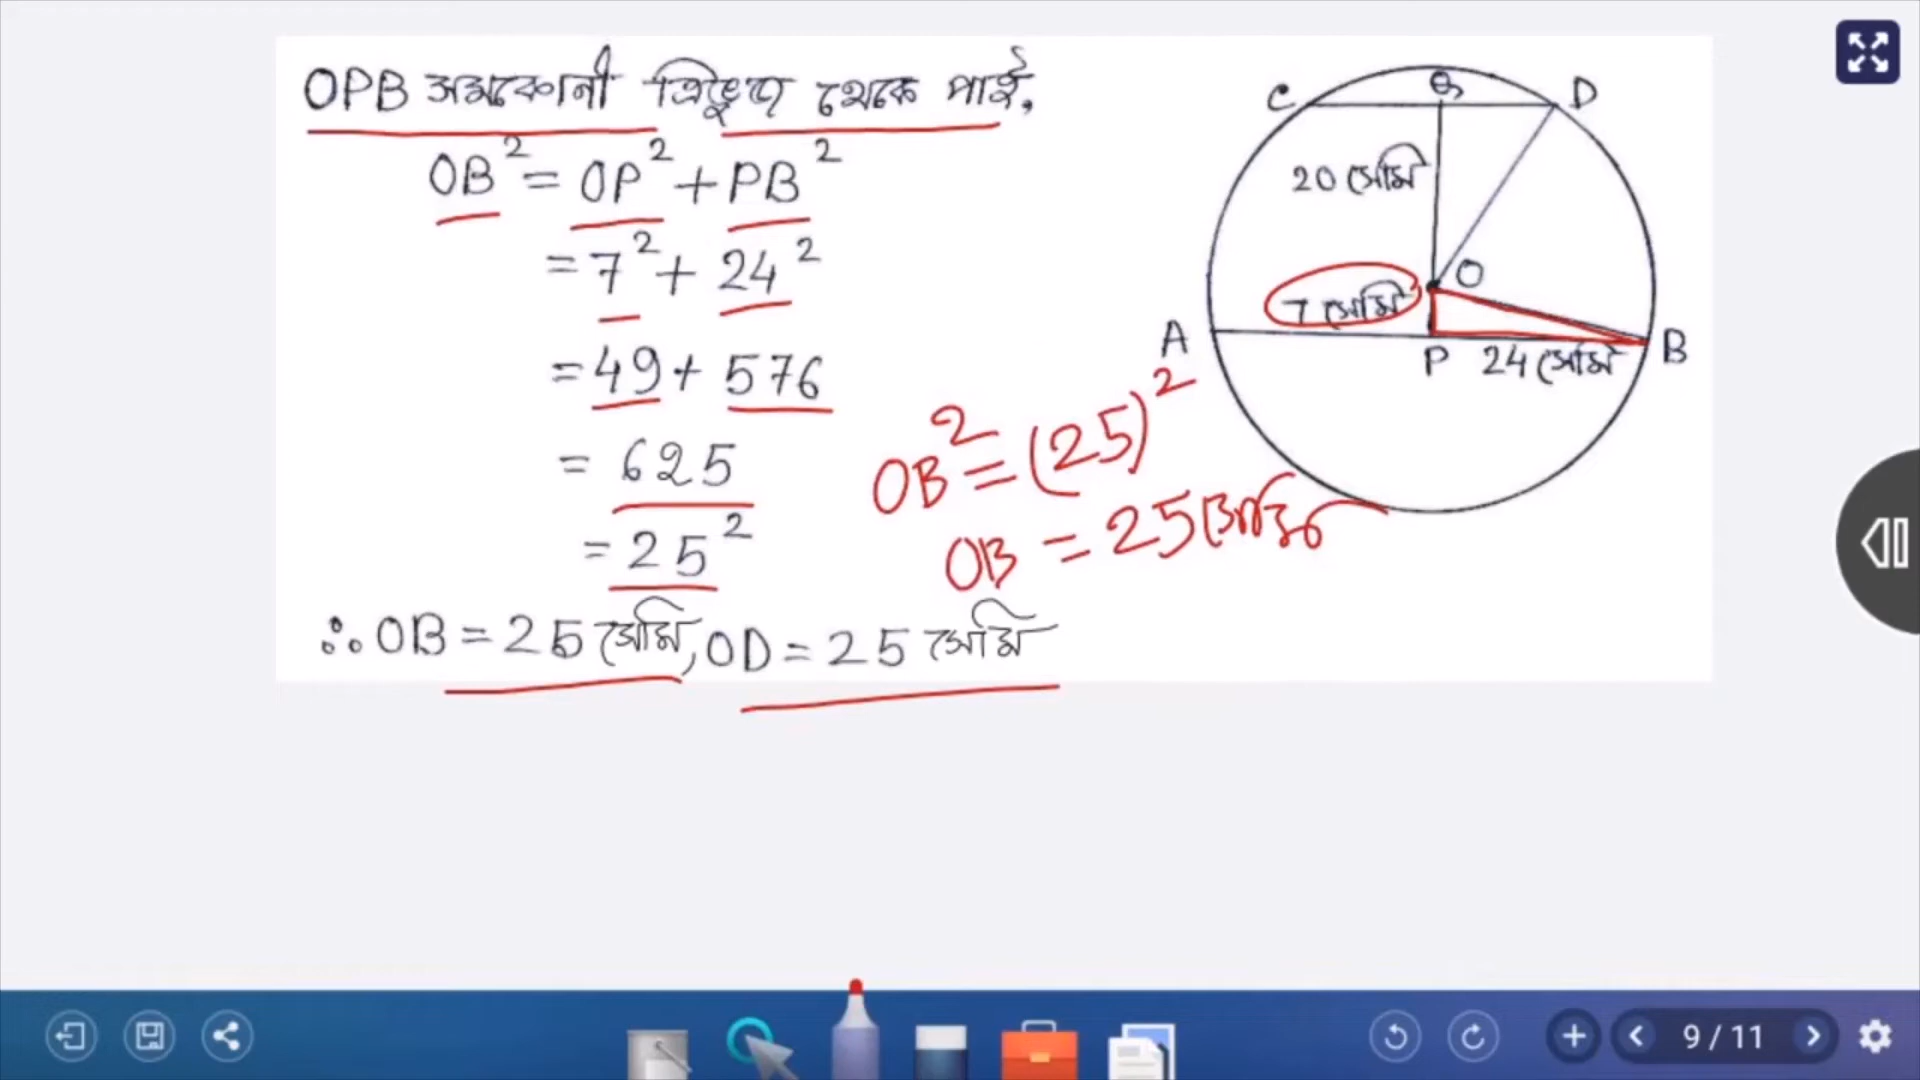 OPB সমকোনী ত্রিভুজ থেকে পাই,
OB² = OP² + PB²
= 7² + 24²
= 49 + 576
= 625
= 25²
∴ OB = 25 সেমি, OD = 25 সেমি
OB² = (25)²
OB = 25
C
Q
D
20 সেমি
O
7 সেমি
A
P
24 সেমি
B
9 / 11